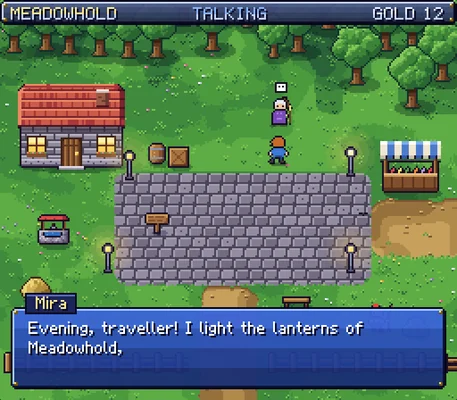 MEADOWHOLD TALKING GOLD 12
Mira
Evening, traveller! I light the lanterns of
Meadowhold,